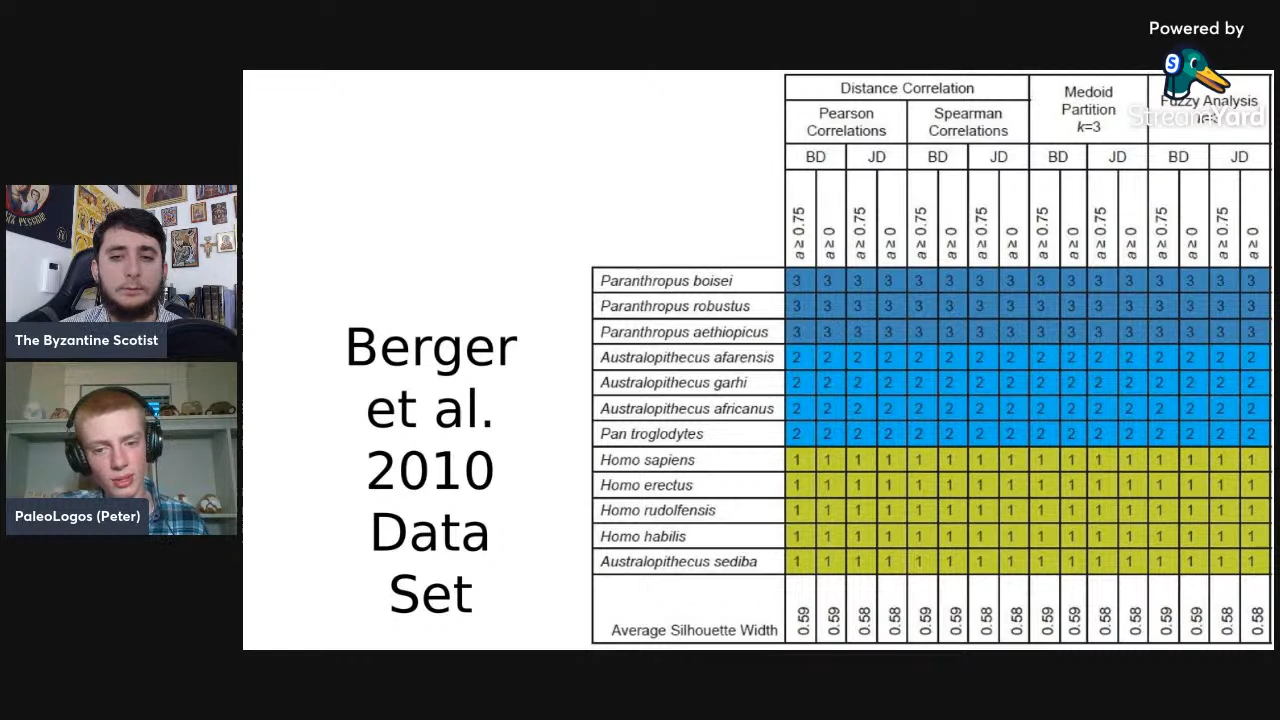 Powered by
StreamYard
S
Distance Correlation
Medoid
Partition
k=3
Fuzzy Analysis
Pearson
Correlations
Spearman
Correlations
BD JD BD JD BD JD BD JD
a ≥ 0.75 a ≥ 0 a ≥ 0.75 a ≥ 0 a ≥ 0.75 a ≥ 0 a ≥ 0.75 a ≥ 0 a ≥ 0.75 a ≥ 0 a ≥ 0.75 a ≥ 0 a ≥ 0.75 a ≥ 0 a ≥ 0.75 a ≥ 0
Paranthropus boisei 3 3 3 3 3 3 3 3 3 3 3 3 3 3 3 3
Paranthropus robustus 3 3 3 3 3 3 3 3 3 3 3 3 3 3 3 3
Paranthropus aethiopicus 3 3 3 3 3 3 3 3 3 3 3 3 3 3 3 3
Australopithecus afarensis 2 2 2 2 2 2 2 2 2 2 2 2 2 2 2 2
Australopithecus garhi 2 2 2 2 2 2 2 2 2 2 2 2 2 2 2 2
Australopithecus africanus 2 2 2 2 2 2 2 2 2 2 2 2 2 2 2 2
Pan troglodytes 2 2 2 2 2 2 2 2 2 2 2 2 2 2 2 2
Homo sapiens 1 1 1 1 1 1 1 1 1 1 1 1 1 1 1 1
Homo erectus 1 1 1 1 1 1 1 1 1 1 1 1 1 1 1 1
Homo rudolfensis 1 1 1 1 1 1 1 1 1 1 1 1 1 1 1 1
Homo habilis 1 1 1 1 1 1 1 1 1 1 1 1 1 1 1 1
Australopithecus sediba 1 1 1 1 1 1 1 1 1 1 1 1 1 1 1 1
Average Silhouette Width 0.59 0.59 0.58 0.58 0.59 0.59 0.58 0.58 0.59 0.59 0.58 0.58 0.59 0.59 0.58 0.58
Berger
et al.
2010
Data
Set
The Byzantine Scotist
PaleoLogos (Peter)